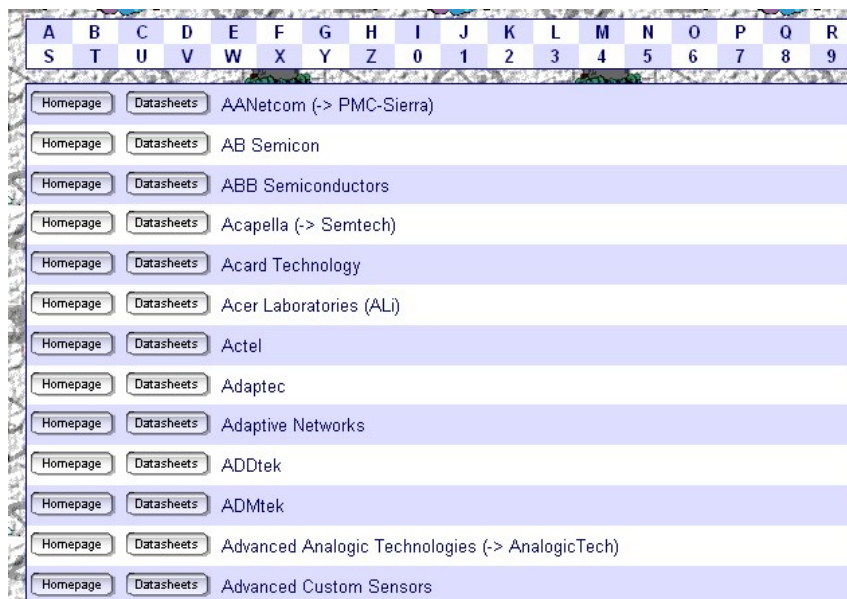 A B C D E F G H I J K L M N O P Q R
S T U V W X Y Z 0 1 2 3 4 5 6 7 8 9
Homepage Datasheets AANetcom (-> PMC-Sierra)
Homepage Datasheets AB Semicon
Homepage Datasheets ABB Semiconductors
Homepage Datasheets Acapella (-> Semtech)
Homepage Datasheets Acard Technology
Homepage Datasheets Acer Laboratories (ALi)
Homepage Datasheets Actel
Homepage Datasheets Adaptec
Homepage Datasheets Adaptive Networks
Homepage Datasheets ADDtek
Homepage Datasheets ADMtek
Homepage Datasheets Advanced Analogic Technologies (-> AnalogicTech)
Homepage Datasheets Advanced Custom Sensors